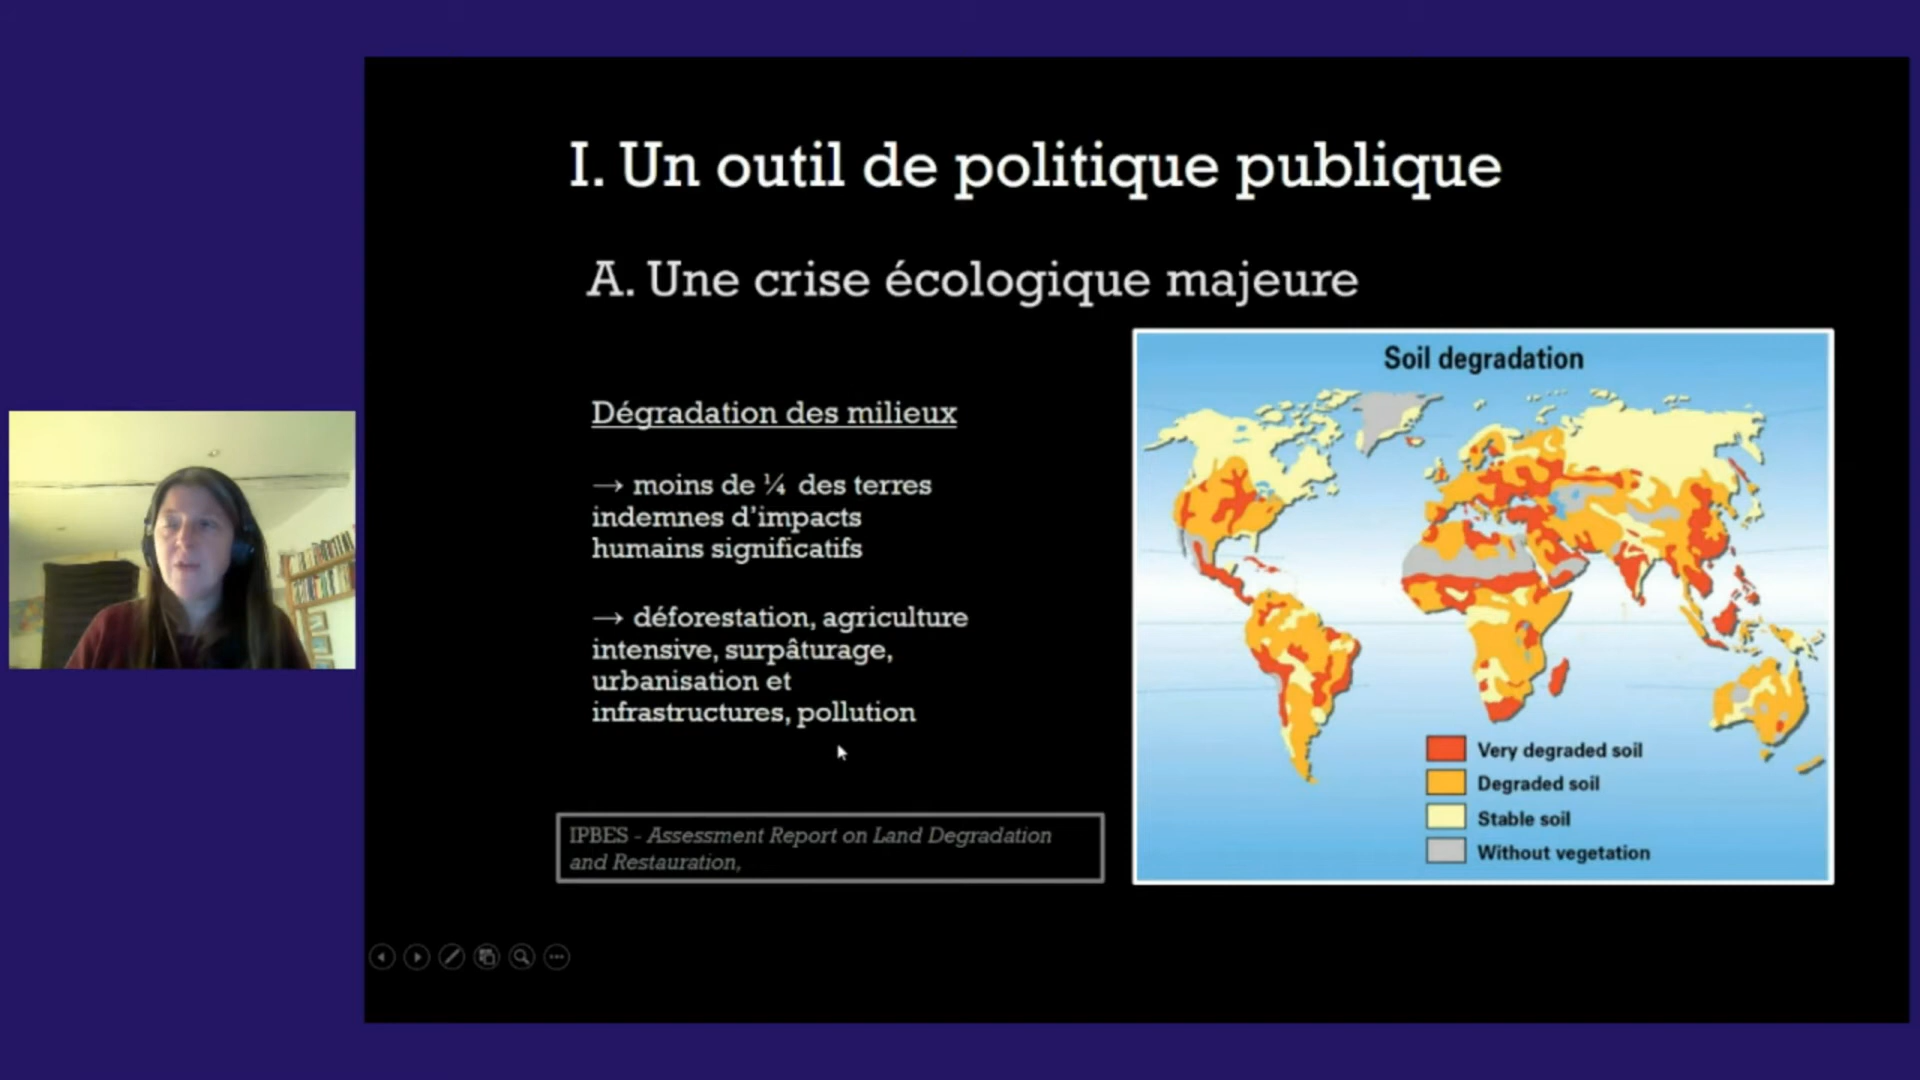 I. Un outil de politique publique
A. Une crise écologique majeure
Dégradation des milieux
→ moins de ¼ des terres
indemnes d'impacts
humains significatifs
→ déforestation, agriculture
intensive, surpâturage,
urbanisation et
infrastructures, pollution
IPBES - Assessment Report on Land Degradation
and Restauration,
Soil degradation
Very degraded soil
Degraded soil
Stable soil
Without vegetation